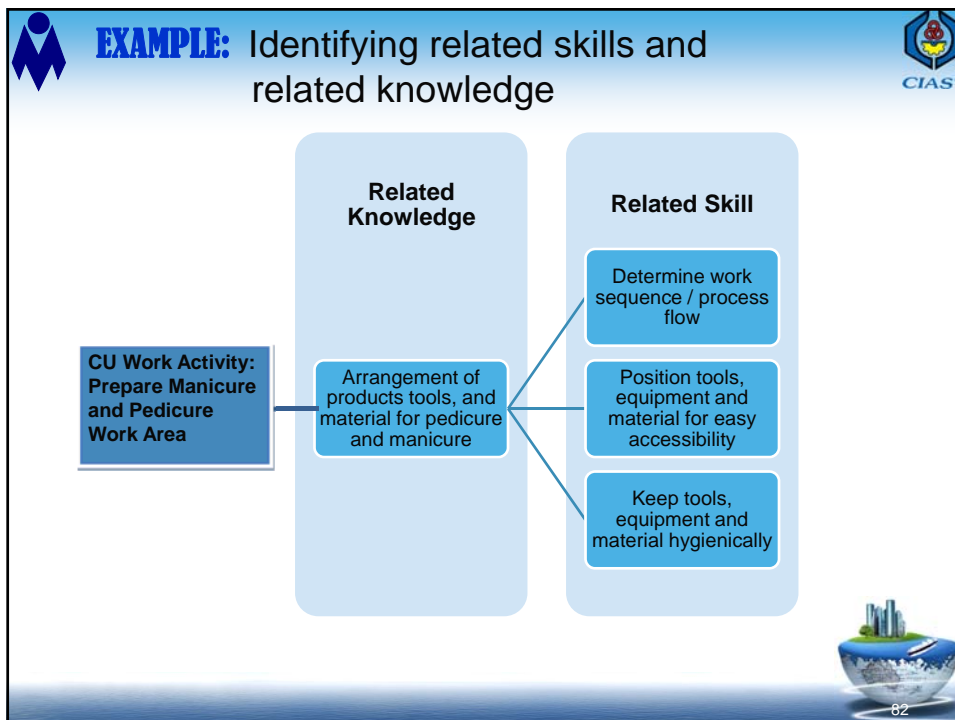 EXAMPLE: Identifying related skills and
related knowledge
CIAST
Related
Knowledge
Related Skill
CU Work Activity:
Prepare Manicure
and Pedicure
Work Area
Arrangement of
products tools, and
material for pedicure
and manicure
Determine work
sequence / process
flow
Position tools,
equipment and
material for easy
accessibility
Keep tools,
equipment and
material hygienically
82